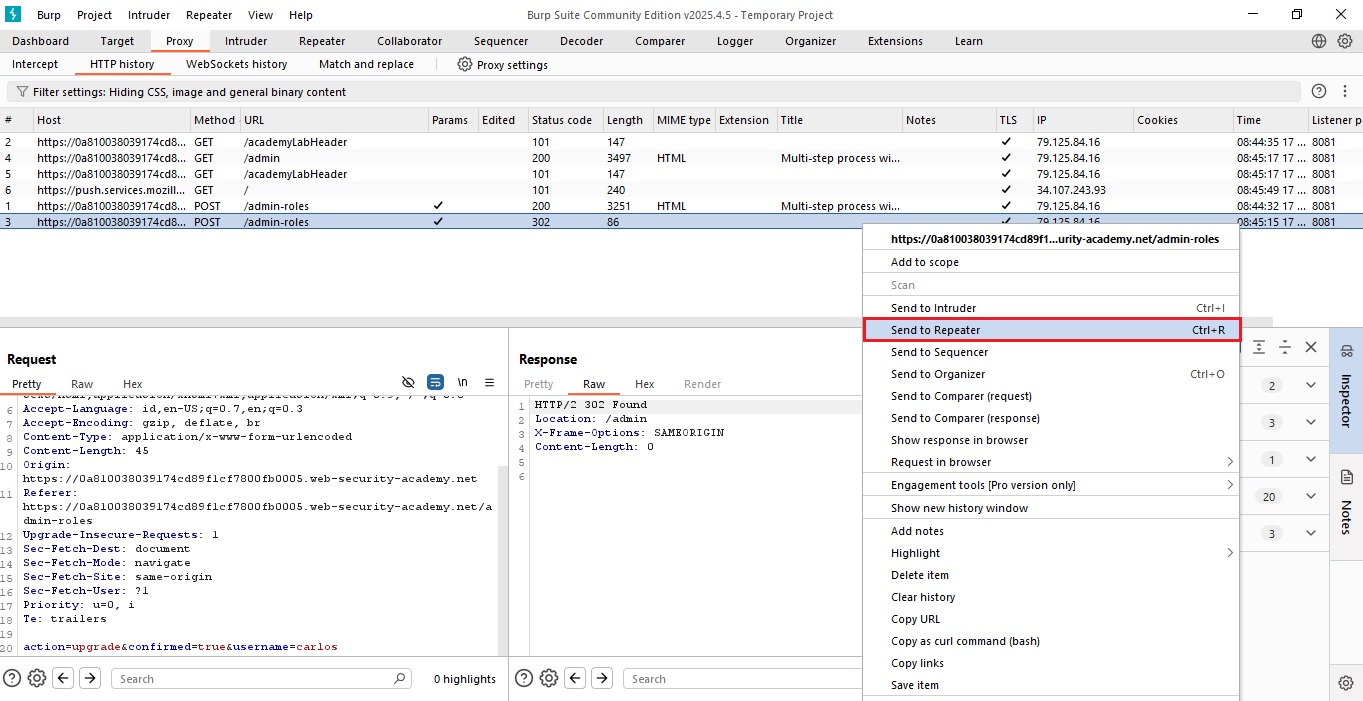 Burp Project Intruder Repeater View Help Burp Suite Community Edition v2025.4.5 - Temporary Project
Dashboard Target Proxy Intruder Repeater Collaborator Sequencer Decoder Comparer Logger Organizer Extensions Learn
Intercept HTTP history WebSockets history Match and replace Proxy settings
Filter settings: Hiding CSS, image and general binary content
# Host Method URL Params Edited Status code Length MIME type Extension Title Notes TLS IP Cookies Time Listener p
2 https://0a810038039174cd8... GET /academyLabHeader 101 147 ✓ 79.125.84.16 08:44:35 17 ... 8081
4 https://0a810038039174cd8... GET /admin 200 3497 HTML Multi-step process wi... ✓ 79.125.84.16 08:45:17 ... 8081
5 https://0a810038039174cd8... GET /academyLabHeader 101 147 ✓ 79.125.84.16 08:45:17 ... 8081
6 https://push.services.mozill... GET / 101 240 ✓ 34.107.243.93 08:45:49 17 ... 8081
1 https://0a810038039174cd8... POST /admin-roles ✓ 200 3251 HTML Multi-step process wi... ✓ 79.125.84.16 08:44:32 17 ... 8081
3 https://0a810038039174cd8... POST /admin-roles ✓ 302 86 ✓ 79.125.84.16 08:45:15 17 ... 8081
https://0a810038039174cd89f1...urity-academy.net/admin-roles
Add to scope
Scan
Send to Intruder Ctrl+I
Send to Repeater Ctrl+R
Send to Sequencer
Send to Organizer Ctrl+O
Send to Comparer (request)
Send to Comparer (response)
Show response in browser
Request in browser
Engagement tools [Pro version only]
Show new history window
Add notes
Highlight
Delete item
Clear history
Copy URL
Copy as curl command (bash)
Copy links
Save item
Request
Pretty Raw Hex \n
6 Accept-Language: id,en-US;q=0.7,en;q=0.3
7 Accept-Encoding: gzip, deflate, br
8 Content-Type: application/x-www-form-urlencoded
9 Content-Length: 45
10 Origin:
https://0a810038039174cd89f1cf7800fb0005.web-security-academy.net
11 Referer:
https://0a810038039174cd89f1cf7800fb0005.web-security-academy.net/a
dmin-roles
12 Upgrade-Insecure-Requests: 1
13 Sec-Fetch-Dest: document
14 Sec-Fetch-Mode: navigate
15 Sec-Fetch-Site: same-origin
16 Sec-Fetch-User: ?1
17 Priority: u=0, i
18 Te: trailers
19
20 action=upgrade&confirmed=true&username=carlos
Search 0 highlights
Response
Pretty Raw Hex Render
1 HTTP/2 302 Found
2 Location: /admin
3 X-Frame-Options: SAMEORIGIN
4 Content-Length: 0
5
6
Search
2
3
1
20
3
Inspector
Notes